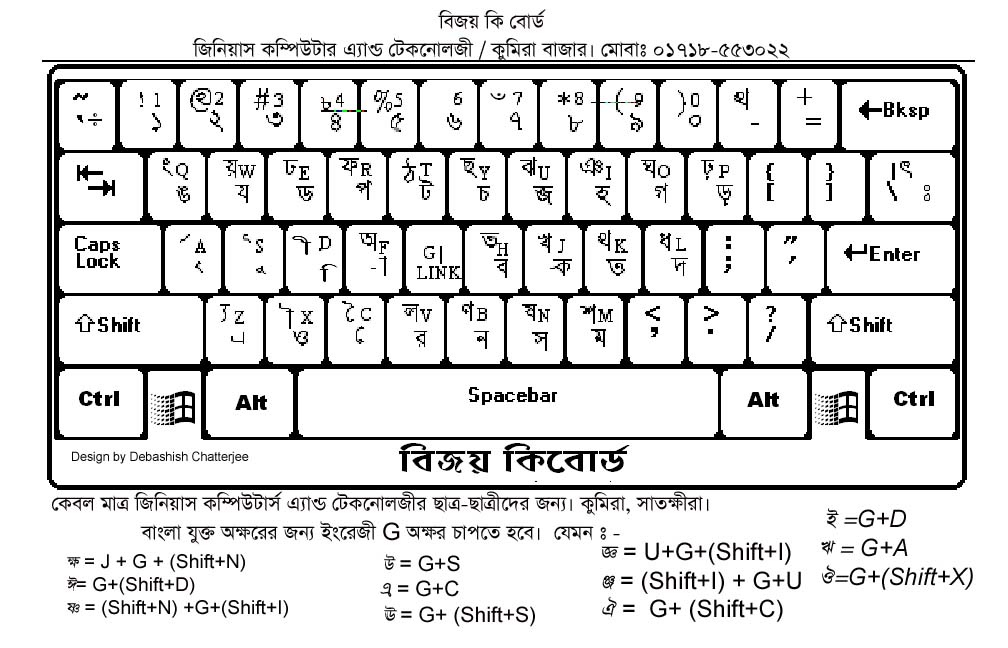 বিজয় কি বোর্ড
জিনিয়াস কম্পিউটার এ্যান্ড টেকনোলজী / কুমিরা বাজার। মোবাঃ ০১৭১৮-৫৫৩০২২
! 1 @ 2 # 3 ৳ 4 % 5 6 ঁ 7 * 8 ( 9 ) 0 + Bksp
১ ২ ৩ ৪ ৫ ৬ ৭ ৮ ৯ ০ - =
ং Q য় W ঢ E ফ R ঠ T ছ Y ঝ U ঞ I ঘ O ঢ় P { } | ৎ
ঙ য ড প ট চ জ হ গ ড় [ ] \ ঃ
Caps Lock
A S ী D অ F G| LINK ভ H খ J থ K ধ L : " Enter
ি া ব ক ত দ ; '
Shift Z X C ল V ণ B ষ N শ M < > ? Shift
ও র ন স ম , . /
Ctrl Alt Spacebar Alt Ctrl
Design by Debashish Chatterjee
বিজয় কিবোর্ড
কেবল মাত্র জিনিয়াস কম্পিউটার্স এ্যান্ড টেকনোলজীর ছাত্র-ছাত্রীদের জন্য। কুমিরা, সাতক্ষীরা।
বাংলা যুক্ত অক্ষরের জন্য ইংরেজী G অক্ষর চাপতে হবে। যেমন ঃ -
ক্ষ = J + G + (Shift+N)
ঈ= G+(Shift+D)
ষ্ণ = (Shift+N) +G+(Shift+I)
উ = G+S
এ = G+C
ঊ = G+ (Shift+S)
জ্ঞ = U+G+(Shift+I)
ঞ্জ = (Shift+I) + G+U
ঐ = G+ (Shift+C)
ই =G+D
ঋ = G+A
ঔ=G+(Shift+X)